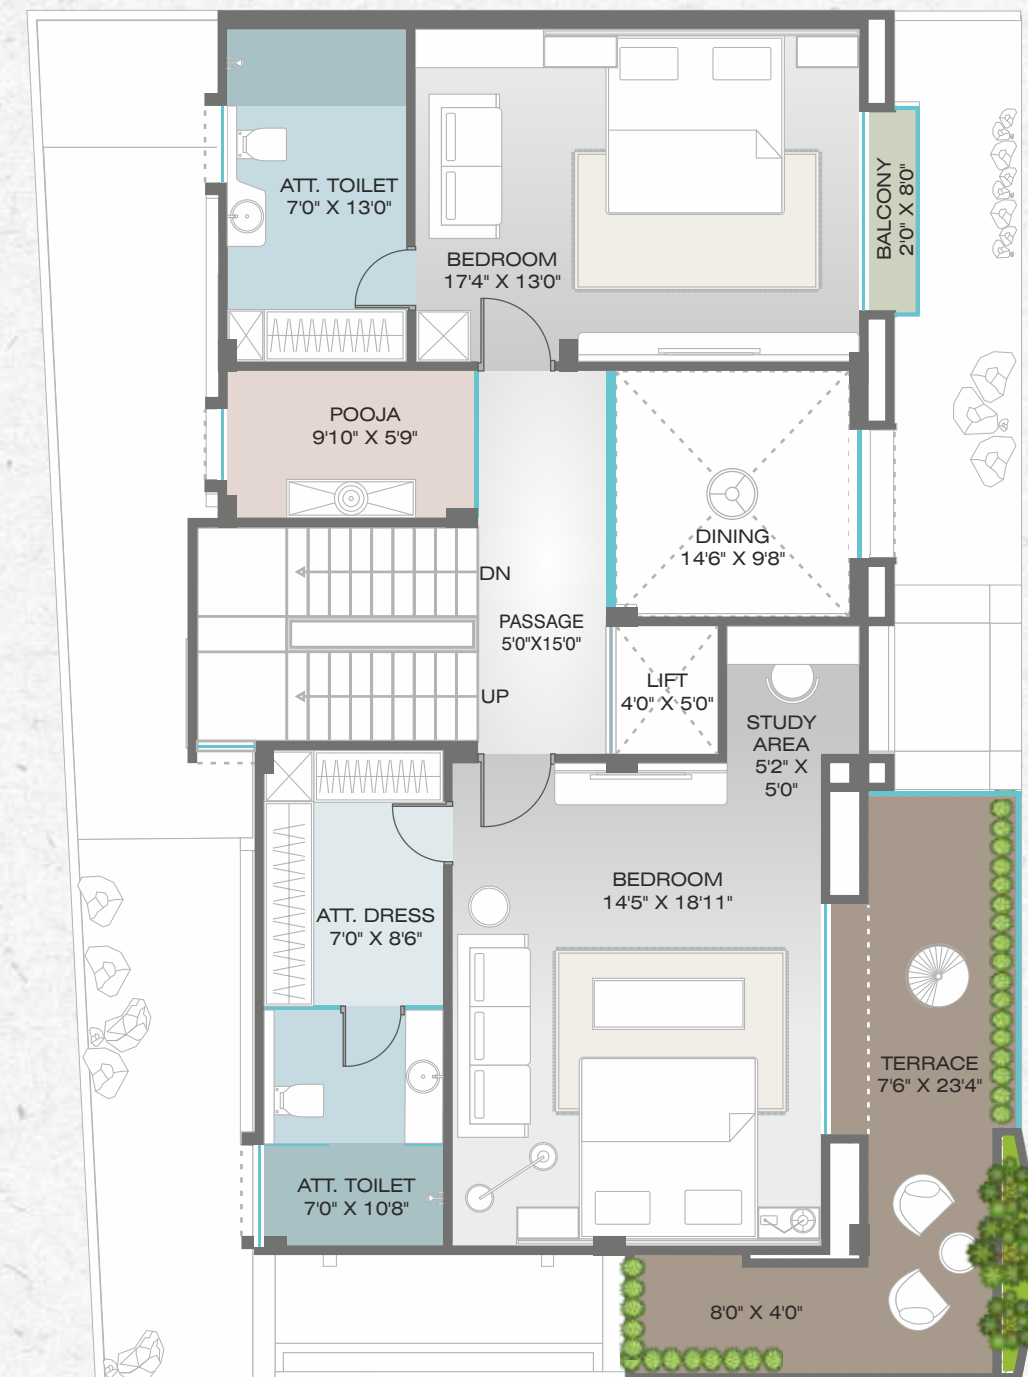 ATT. TOILET
7'0" X 13'0"
BEDROOM
17'4" X 13'0"
BALCONY
2'0" X 8'0"
POOJA
9'10" X 5'9"
DINING
14'6" X 9'8"
DN
PASSAGE
5'0"X15'0"
UP
LIFT
4'0" X 5'0"
STUDY
AREA
5'2" X
5'0"
BEDROOM
14'5" X 18'11"
ATT. DRESS
7'0" X 8'6"
TERRACE
7'6" X 23'4"
ATT. TOILET
7'0" X 10'8"
8'0" X 4'0"